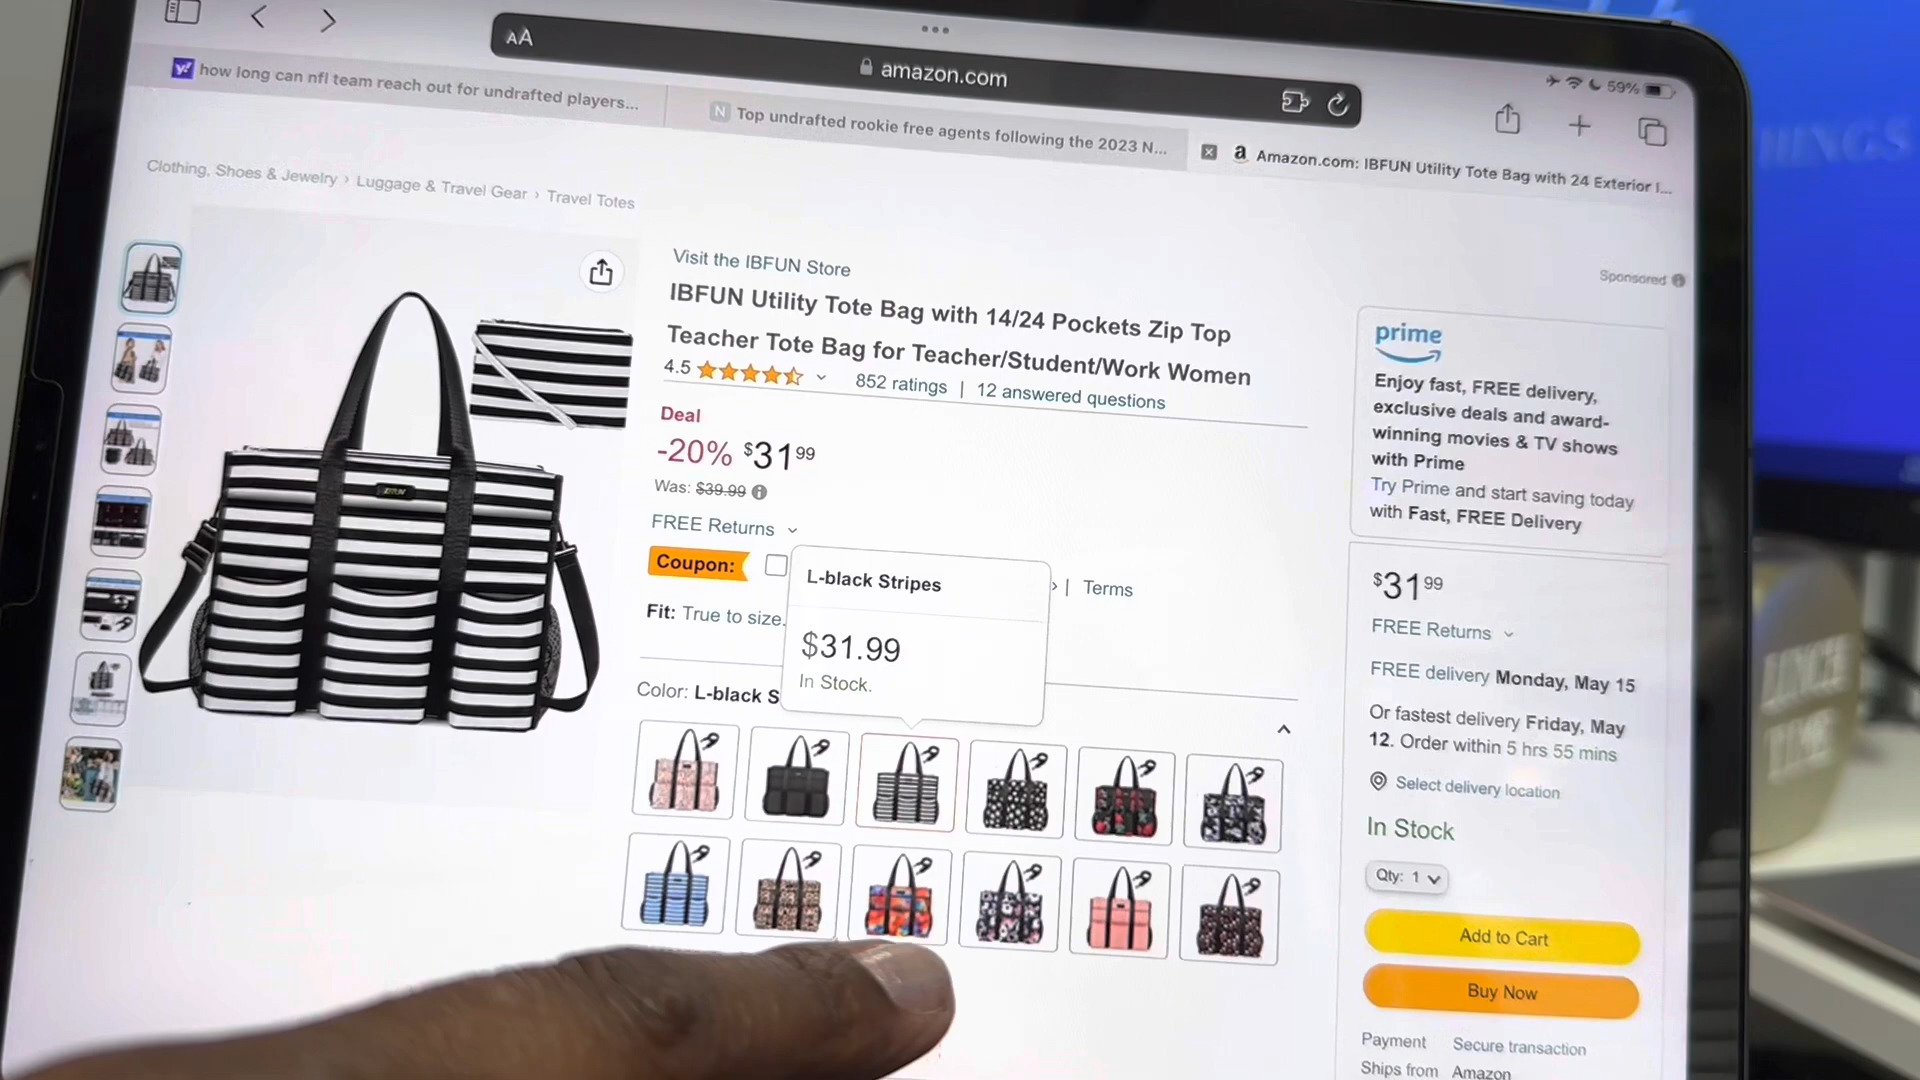 AA
amazon.com
59%
how long can nfl team reach out for undrafted players...
N
Top undrafted rookie free agents following the 2023 N...
a Amazon.com: IBFUN Utility Tote Bag with 24 Exterior I...
Clothing, Shoes & Jewelry › Luggage & Travel Gear › Travel Totes
Visit the IBFUN Store
IBFUN Utility Tote Bag with 14/24 Pockets Zip Top
Teacher Tote Bag for Teacher/Student/Work Women
4.5
852 ratings | 12 answered questions
Deal
-20% $31 99
Was: $39.99
FREE Returns
Coupon:
› | Terms
Fit: True to size.
L-black Stripes
$31.99
In Stock.
Color: L-black S
IBFUN
Sponsored
prime
Enjoy fast, FREE delivery,
exclusive deals and award-
winning movies & TV shows
with Prime
Try Prime and start saving today
with Fast, FREE Delivery
$31 99
FREE Returns
FREE delivery Monday, May 15
Or fastest delivery Friday, May
12. Order within 5 hrs 55 mins
Select delivery location
In Stock
Qty: 1
Add to Cart
Buy Now
Payment Secure transaction
Ships from Amazon
LUNCH
TIME